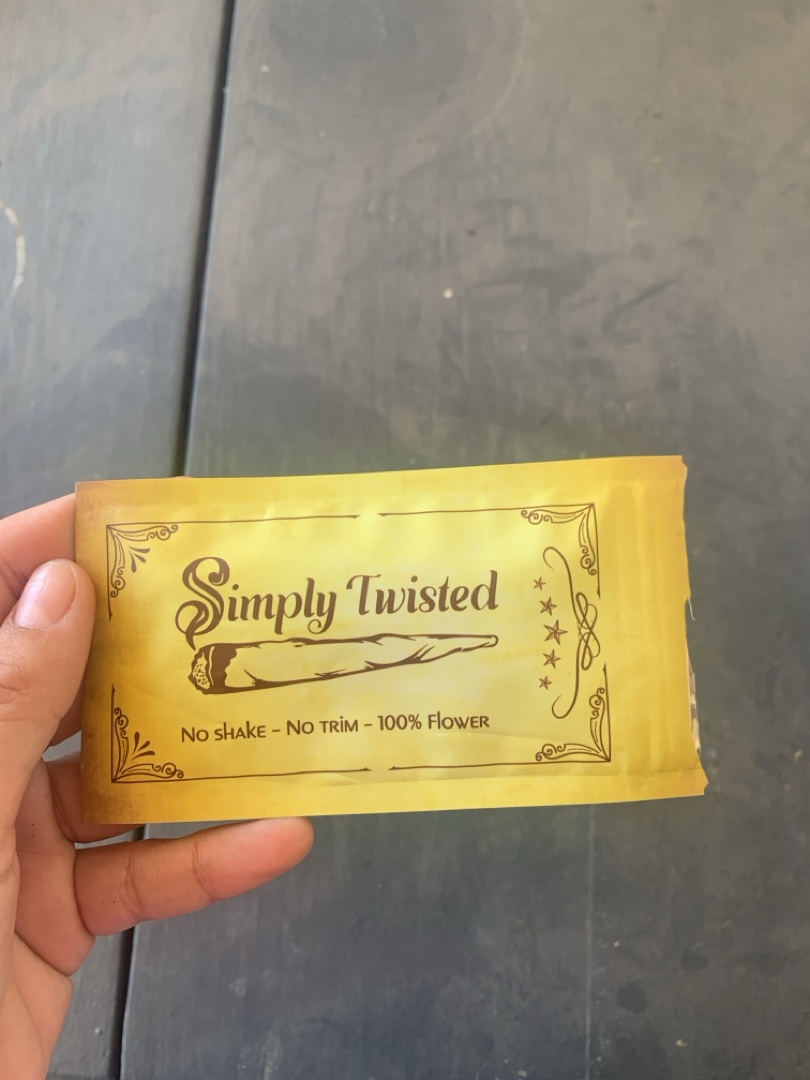 Simply Twisted
No shake - No trim - 100% Flower